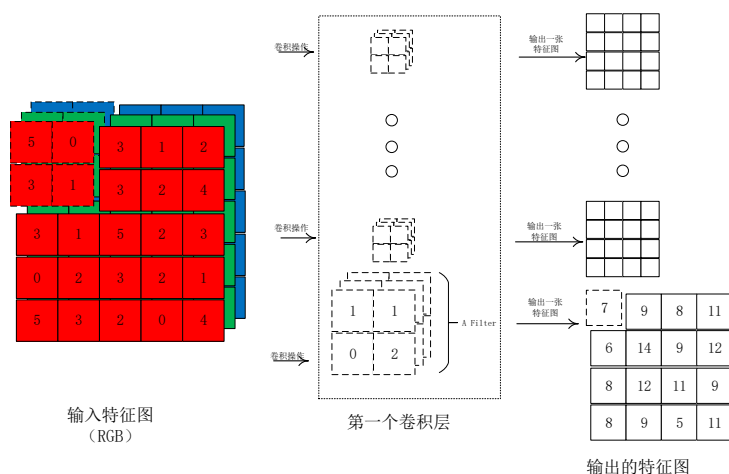 卷积操作
输出一张
特征图
5 0
3 1 2
3 1
3 2 4
3 1 5 2 3
0 2 3 2 1
5 3 2 0 4
卷积操作
输出一张
特征图
1 1
0 2
A Filter
卷积操作
输出一张
特征图
7 9 8 11
6 14 9 12
8 12 11 9
8 9 5 11
输入特征图
（RGB）
第一个卷积层
输出的特征图